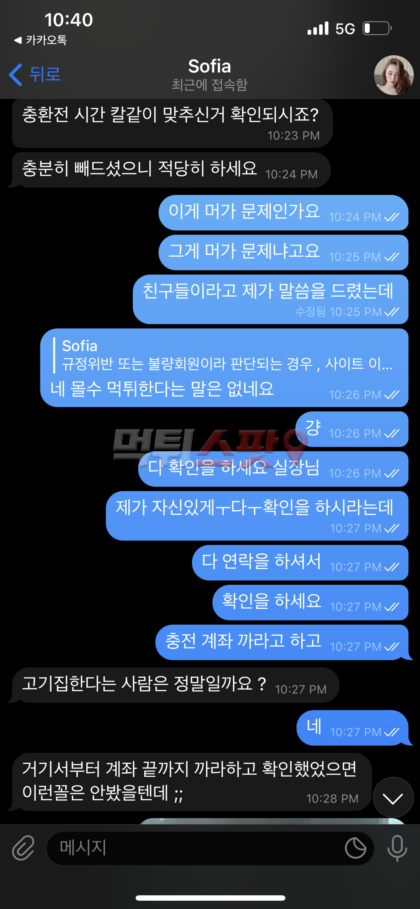 10:40
5G
◀ 카카오톡
뒤로
Sofia
최근에 접속함
충환전 시간 칼같이 맞추신거 확인되시죠?
10:23 PM
충분히 빼드셨으니 적당히 하세요 10:24 PM
이게 머가 문제인가요 10:24 PM
그게 머가 문제냐고요 10:25 PM
친구들이라고 제가 말씀을 드렸는데
수정됨 10:25 PM
Sofia
규정위반 또는 불량회원이라 판단되는 경우 , 사이트 이...
네 몰수 먹튀한다는 말은 없네요 10:26 PM
걍 10:26 PM
먹튀스팟
다 확인을 하세요 실장님 10:26 PM
제가 자신있게ㅜ다ㅜ확인을 하시라는데
10:27 PM
다 연락을 하셔서 10:27 PM
확인을 하세요 10:27 PM
충전 계좌 까라고 하고 10:27 PM
고기집한다는 사람은 정말일까요 ? 10:27 PM
네 10:27 PM
거기서부터 계좌 끝까지 까라하고 확인했었으면
이런꼴은 안봤을텐데 ;; 10:28 PM
메시지